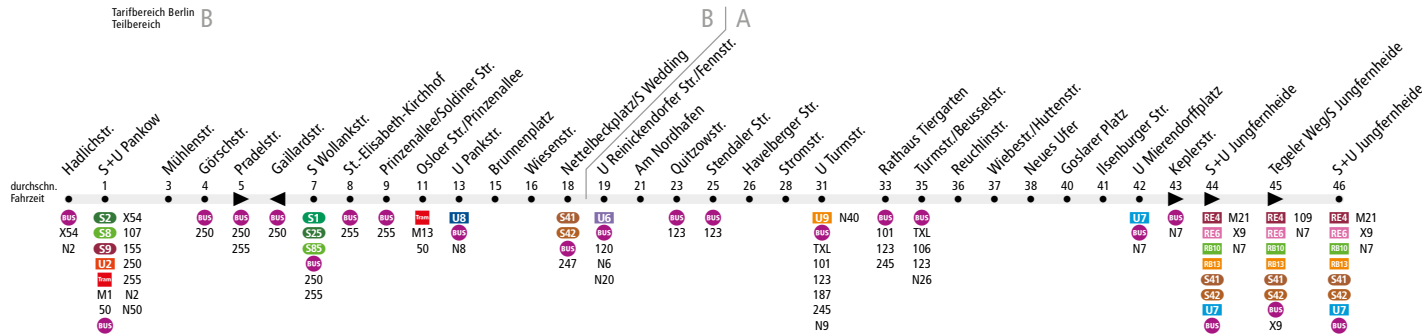 Tarifbereich Berlin
Teilbereich
B
B
A
Hadlichstr.
S+U Pankow
Mühlenstr.
Görschstr.
Pradelstr.
Gaillardstr.
S Wollankstr.
St.-Elisabeth-Kirchhof
Prinzenallee/Soldiner Str.
Osloer Str./Prinzenallee
U Pankstr.
Brunnenplatz
Wiesenstr.
Nettelbeckplatz/S Wedding
U Reinickendorfer Str./Fennstr.
Am Nordhafen
Quitzowstr.
Stendaler Str.
Havelberger Str.
Stromstr.
U Turmstr.
Rathaus Tiergarten
Turmstr./Beusselstr.
Reuchlinstr.
Wiebestr./Huttenstr.
Neues Ufer
Goslarer Platz
Ilsenburger Str.
U Mierendorffplatz
Keplerstr.
S+U Jungfernheide
Tegeler Weg/S Jungfernheide
S+U Jungfernheide
durchschn.
Fahrzeit
1 3 4 5 7 8 9 11 13 15 16 18 19 21 23 25 26 28 31 33 35 36 37 38 40 41 42 43 44 45 46
BUS
X54
N2
S2 X54
S8 107
S9 155
U2 250
Tram 255
M1 N2
50 N50
BUS
BUS
250
BUS
250
255
BUS
250
S1
S25
S85
BUS
250
255
BUS
255
BUS
255
Tram
M13
50
U8
BUS
N8
S41
S42
BUS
247
U6
BUS
120
N6
N20
BUS
123
BUS
123
U9 N40
BUS
TXL
101
123
187
245
N9
BUS
101
123
245
BUS
TXL
106
123
N26
U7
BUS
N7
BUS
N7
RE4 M21
RE6 X9
RB10 N7
RB13
S41
S42
U7
BUS
RE4 109
RE6 N7
RB10
RB13
S41
S42
BUS
X9
RE4 M21
RE6 X9
RB10 N7
RB13
S41
S42
U7
BUS